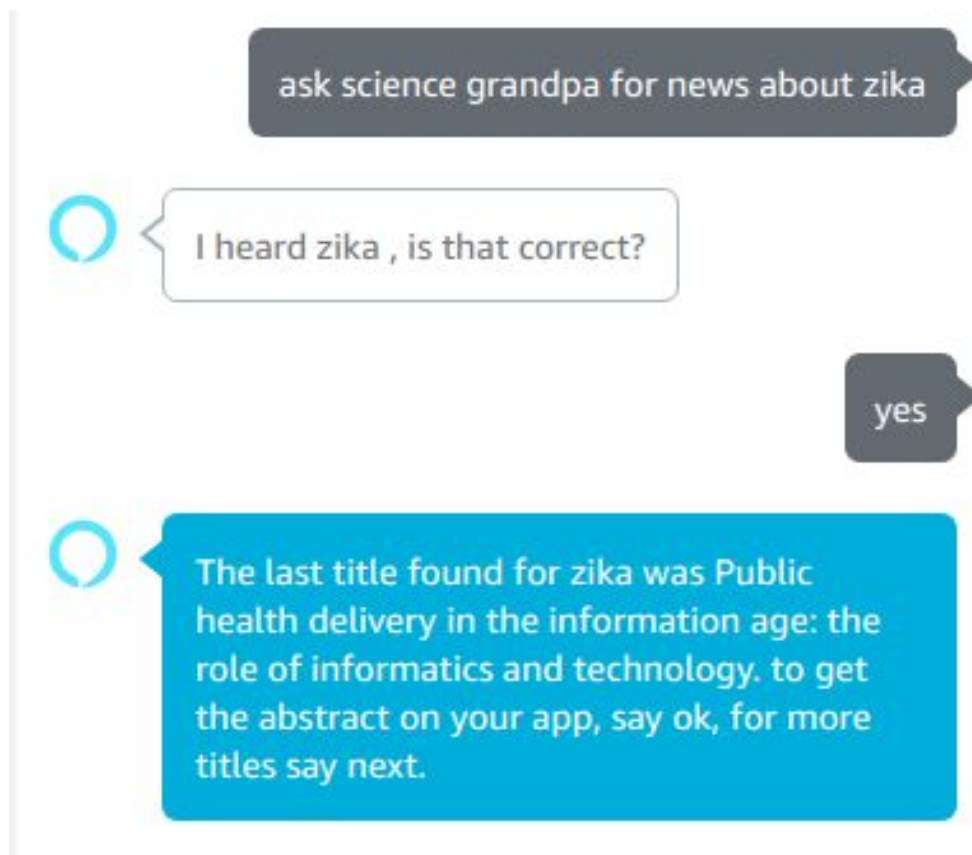 ask science grandpa for news about zika
I heard zika , is that correct?
yes
The last title found for zika was Public
health delivery in the information age: the
role of informatics and technology. to get
the abstract on your app, say ok, for more
titles say next.